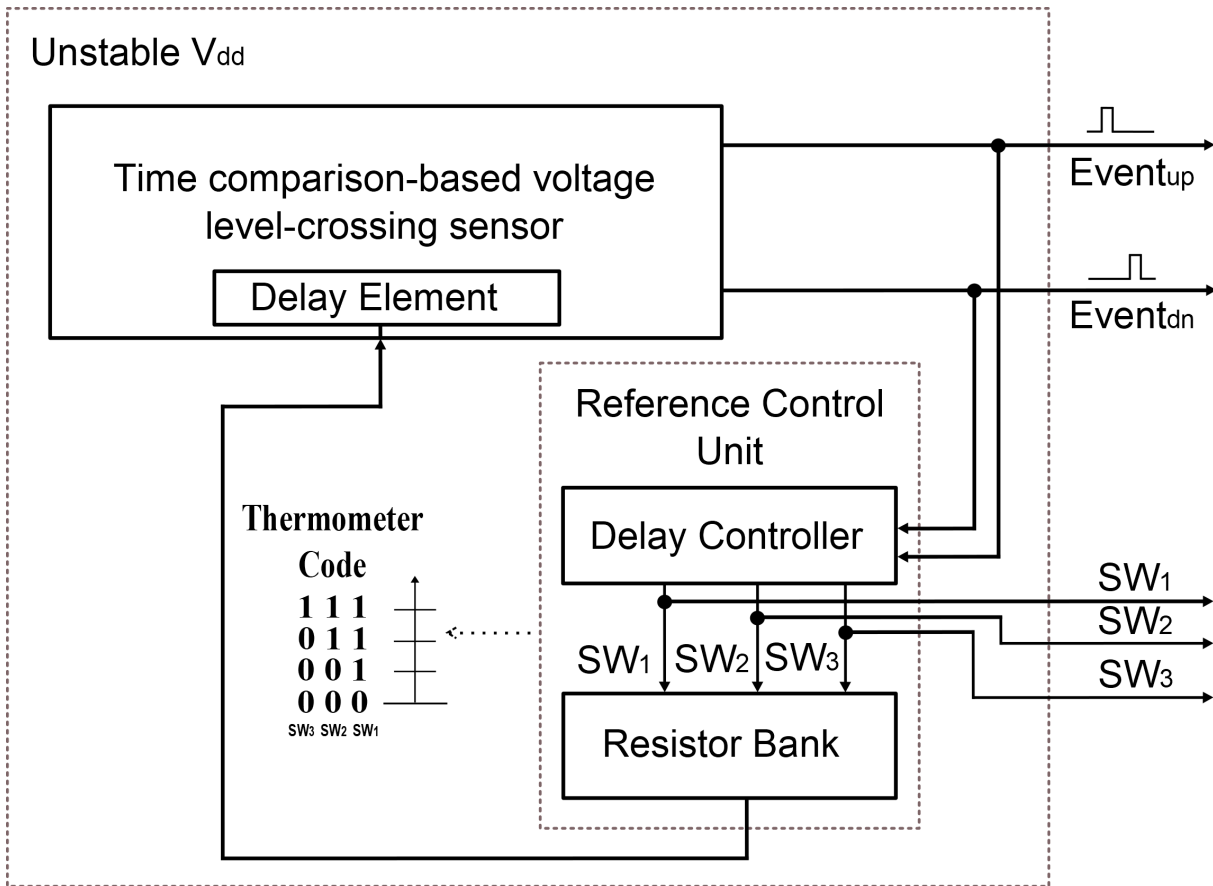 Unstable Vdd
Time comparison-based voltage
level-crossing sensor
Delay Element
Eventup
Eventdn
Reference Control
Unit
Delay Controller
Thermometer
Code
1 1 1
0 1 1
0 0 1
0 0 0
SW3 SW2 SW1
SW1 SW2 SW3
Resistor Bank
SW1
SW2
SW3